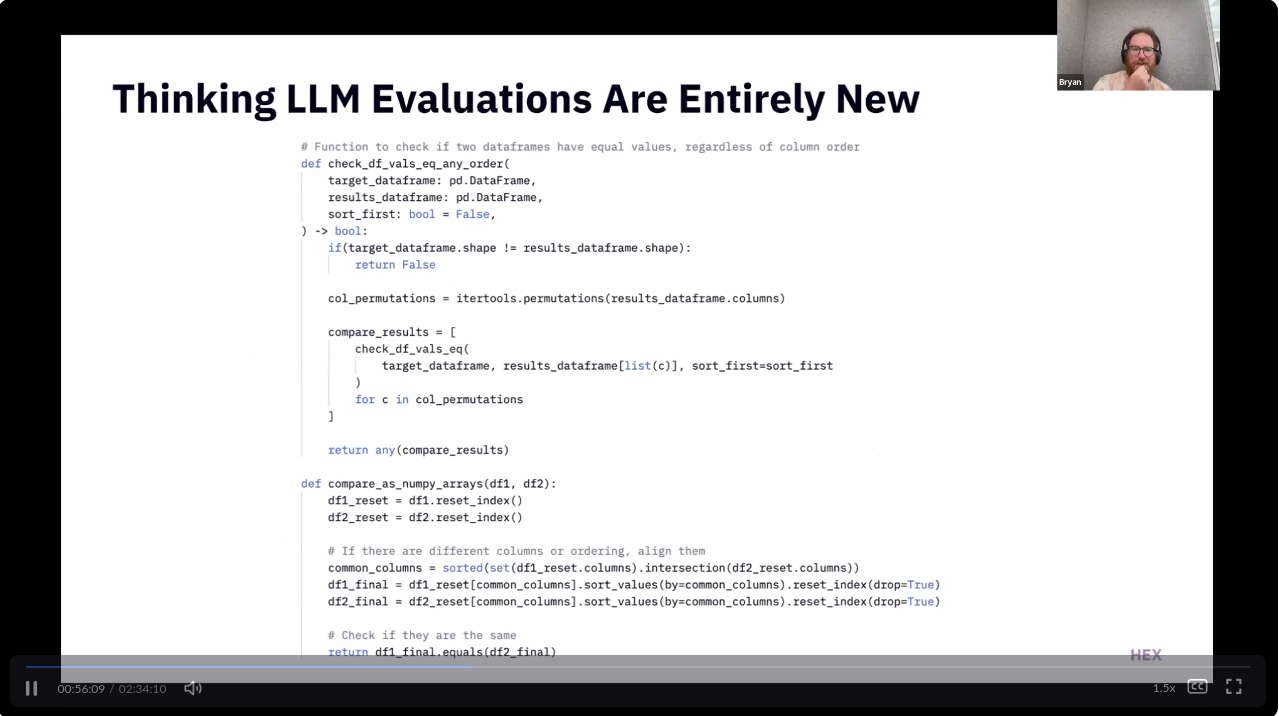 Bryan
Thinking LLM Evaluations Are Entirely New
# Function to check if two dataframes have equal values, regardless of column order
def check_df_vals_eq_any_order(
    target_dataframe: pd.DataFrame,
    results_dataframe: pd.DataFrame,
    sort_first: bool = False,
) -> bool:
    if(target_dataframe.shape != results_dataframe.shape):
        return False
    col_permutations = itertools.permutations(results_dataframe.columns)
    compare_results = [
        check_df_vals_eq(
            target_dataframe, results_dataframe[list(c)], sort_first=sort_first
        )
        for c in col_permutations
    ]
    return any(compare_results)
def compare_as_numpy_arrays(df1, df2):
    df1_reset = df1.reset_index()
    df2_reset = df2.reset_index()
    # If there are different columns or ordering, align them
    common_columns = sorted(set(df1_reset.columns).intersection(df2_reset.columns))
    df1_final = df1_reset[common_columns].sort_values(by=common_columns).reset_index(drop=True)
    df2_final = df2_reset[common_columns].sort_values(by=common_columns).reset_index(drop=True)
    # Check if they are the same
    return df1_final.equals(df2_final)
HEX
00:56:09 / 02:34:10
1.5x
CC